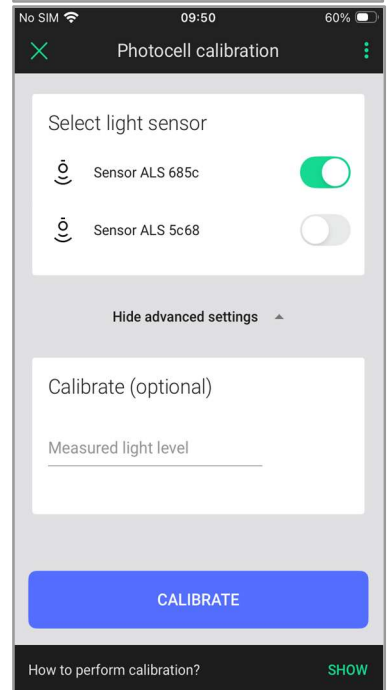 No SIM 09:50 60%
Photocell calibration
Select light sensor
Sensor ALS 685c
Sensor ALS 5c68
Hide advanced settings
Calibrate (optional)
Measured light level
CALIBRATE
How to perform calibration? SHOW